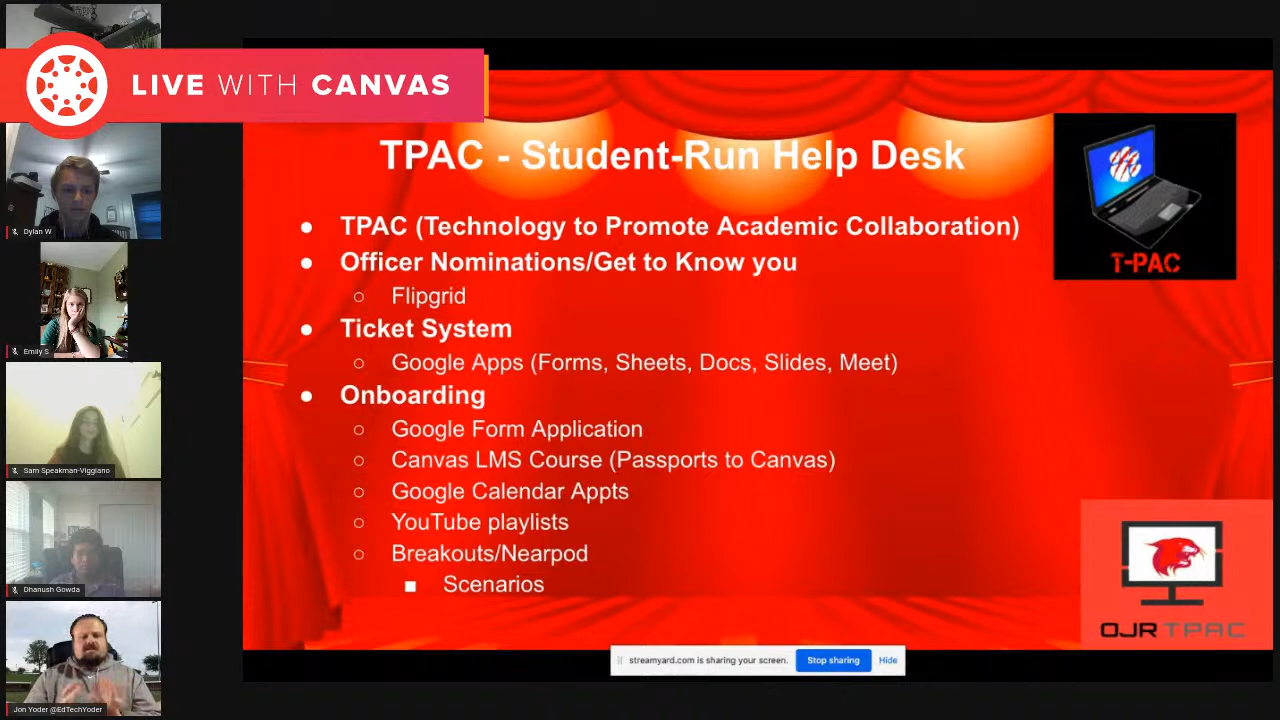 LIVE WITH CANVAS
TPAC - Student-Run Help Desk
● TPAC (Technology to Promote Academic Collaboration)
● Officer Nominations/Get to Know you
○ Flipgrid
● Ticket System
○ Google Apps (Forms, Sheets, Docs, Slides, Meet)
● Onboarding
○ Google Form Application
○ Canvas LMS Course (Passports to Canvas)
○ Google Calendar Appts
○ YouTube playlists
○ Breakouts/Nearpod
■ Scenarios
T-PAC
OJR TPAC
streamyard.com is sharing your screen. Stop sharing Hide
Dylan W
Emily S
Sam Speakman-Viggiano
Dhanush Gowda
Jon Yoder @EdTechYoder